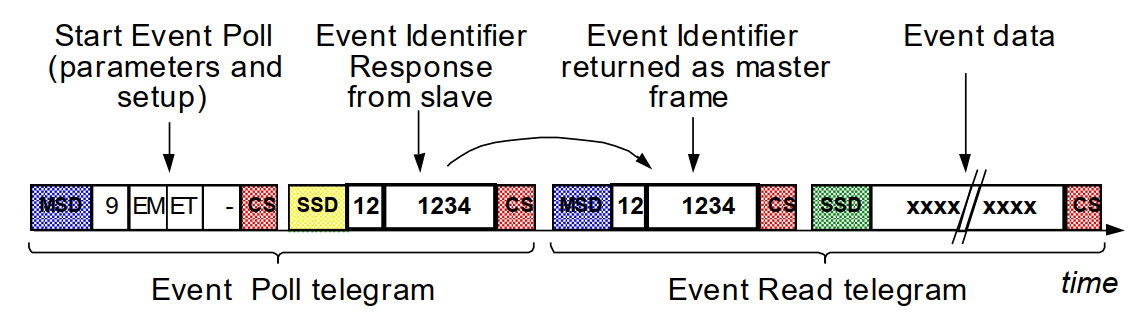 Start Event Poll
(parameters and
setup)
Event Identifier
Response
from slave
Event Identifier
returned as master
frame
Event data
MSD 9 EM ET - CS SSD 12 1234 CS MSD 12 1234 CS SSD xxxx xxxx CS
Event Poll telegram
Event Read telegram
time